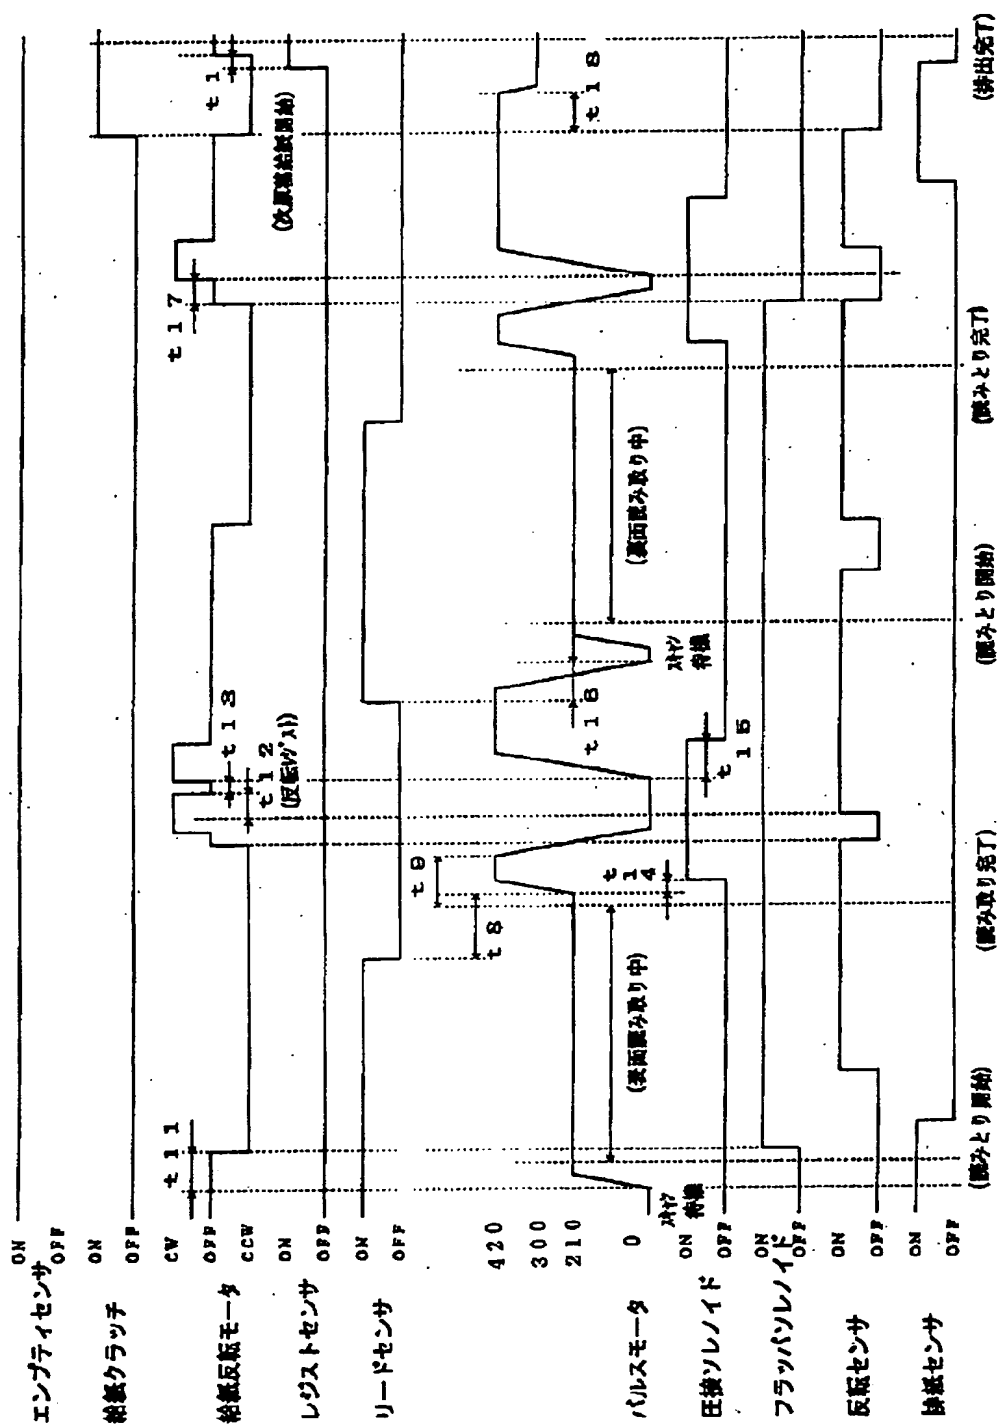 エンプティセンサ
ON
OFF
給紙クラッチ
ON
OFF
給紙反転モータ
CW
OFF
CCW
レジストセンサ
ON
OFF
リードセンサ
ON
OFF
パルスモータ
420
300
210
0
圧接ソレノイド
ON
OFF
フラッパソレノイド
ON
OFF
反転センサ
ON
OFF
排紙センサ
ON
OFF
t11
t12
(反転レジスト)
t13
t17
t1
(次原稿給紙開始)
t8
t9
t16
t18
スキャン
待機
(表面読み取り中)
スキャン
待機
(裏面読み取り中)
t14
t15
(読みとり開始)
(読み取り完了)
(読みとり開始)
(読みとり完了)
(排出完了)